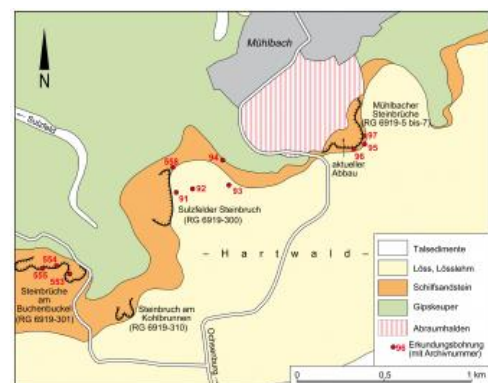 Mühlbach
N
Mühlbacher
Steinbrüche
(RG 6919-5 bis-7)
97
95
96
aktueller
Abbau
Sulzfeld
558
94
93
92
91
Sulzfelder Steinbruch
(RG 6919-300)
– H a r t w a l d –
554
555
553
Steinbrüche
am
Buchenbuckel
(RG 6919-301)
Steinbruch am
Kohlbrunnen
(RG 6919-310)
Ochsenburg
Talsedimente
Löss, Lösslehm
Schilfsandstein
Gipskeuper
Abraumhalden
96 Erkundungsbohrung
(mit Archivnummer)
0 0,5 1 km